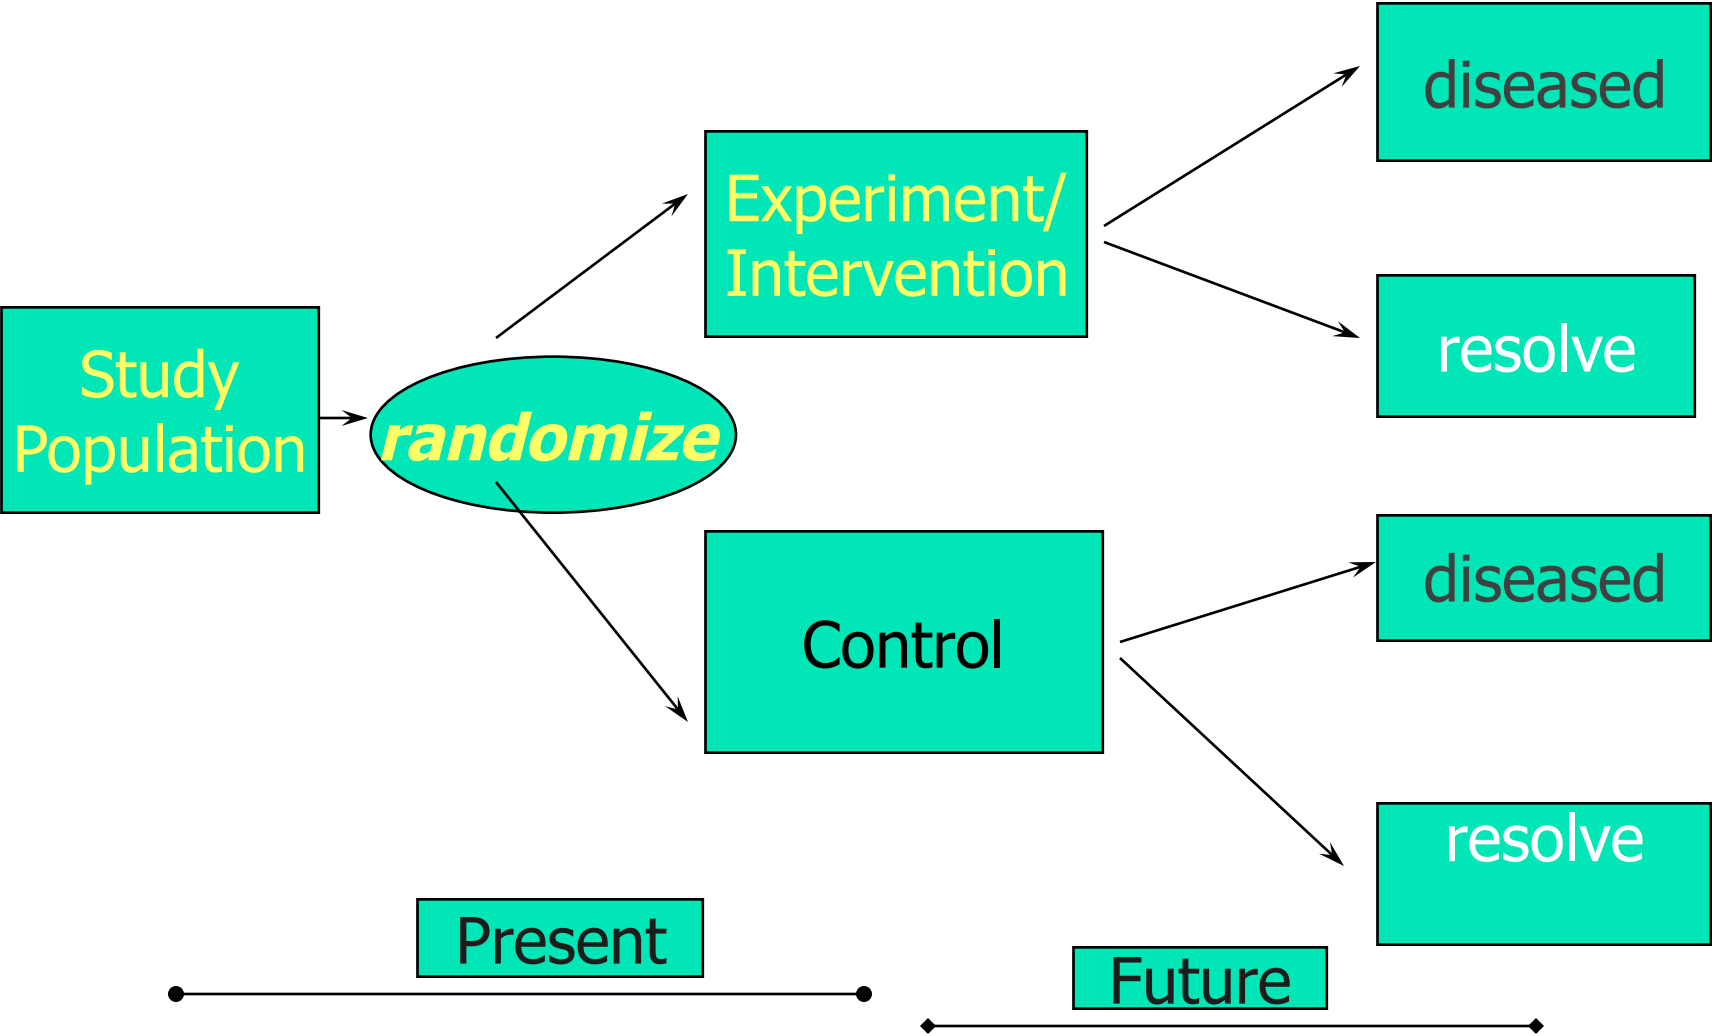 Study
Population
randomize
Experiment/
Intervention
Control
diseased
resolve
diseased
resolve
Present
Future